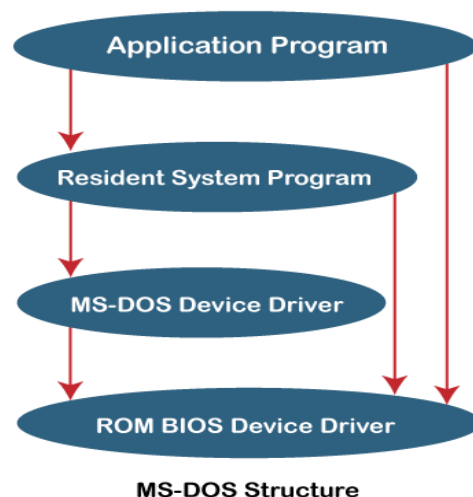 Application Program
Resident System Program
MS-DOS Device Driver
ROM BIOS Device Driver
MS-DOS Structure